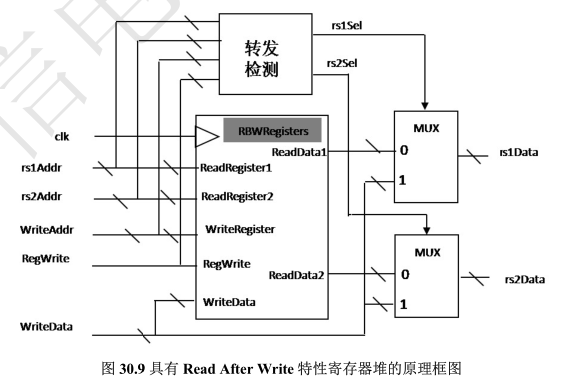 rs1Sel
转发
检测
rs2Sel
clk
RBWRegisters
MUX
ReadData1
0
rs1Data
rs1Addr
ReadRegister1
1
rs2Addr
ReadRegister2
WriteAddr
WriteRegister
MUX
RegWrite
RegWrite
ReadData2
0
rs2Data
WriteData
1
WriteData
图 30.9 具有 Read After Write 特性寄存器堆的原理框图
信电